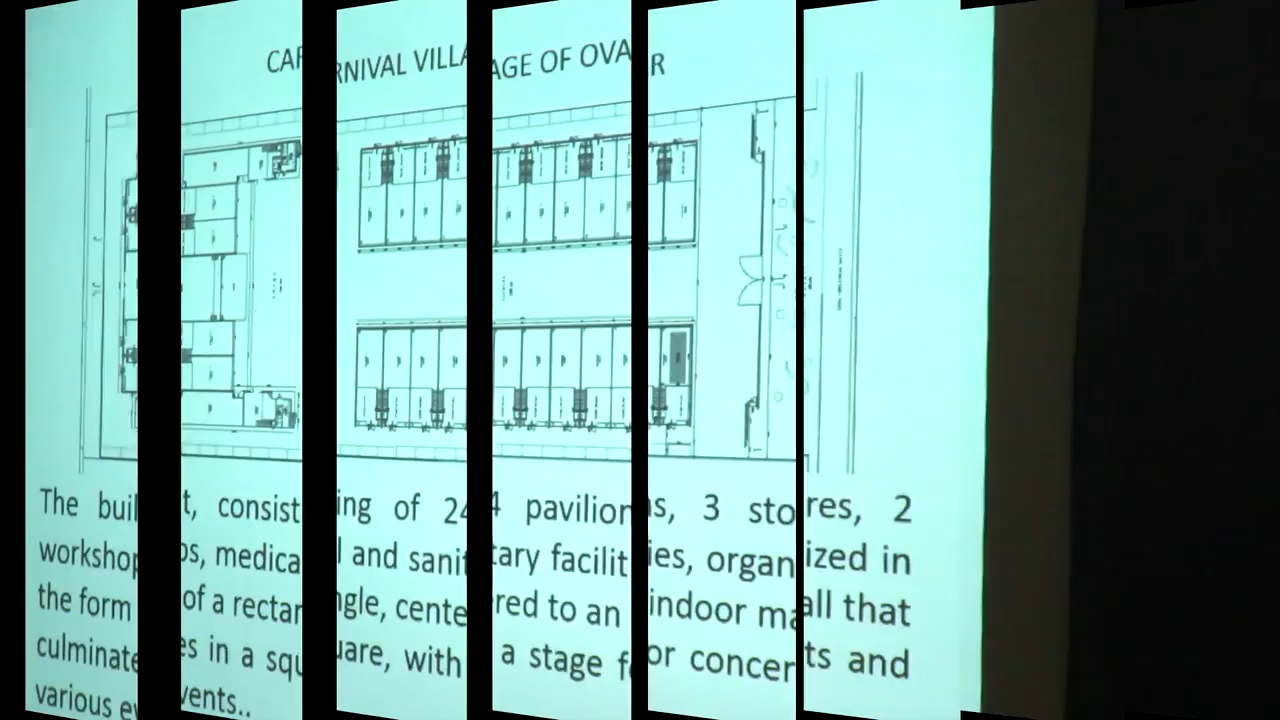 CARNIVAL VILLAGE OF OVAR
The built, consisting of 24 pavilions, 3 stores, 2
workshops, medical and sanitary facilities, organized in
the form of a rectangle, centered to an indoor mall that
culminates in a square, with a stage for concerts and
various events..